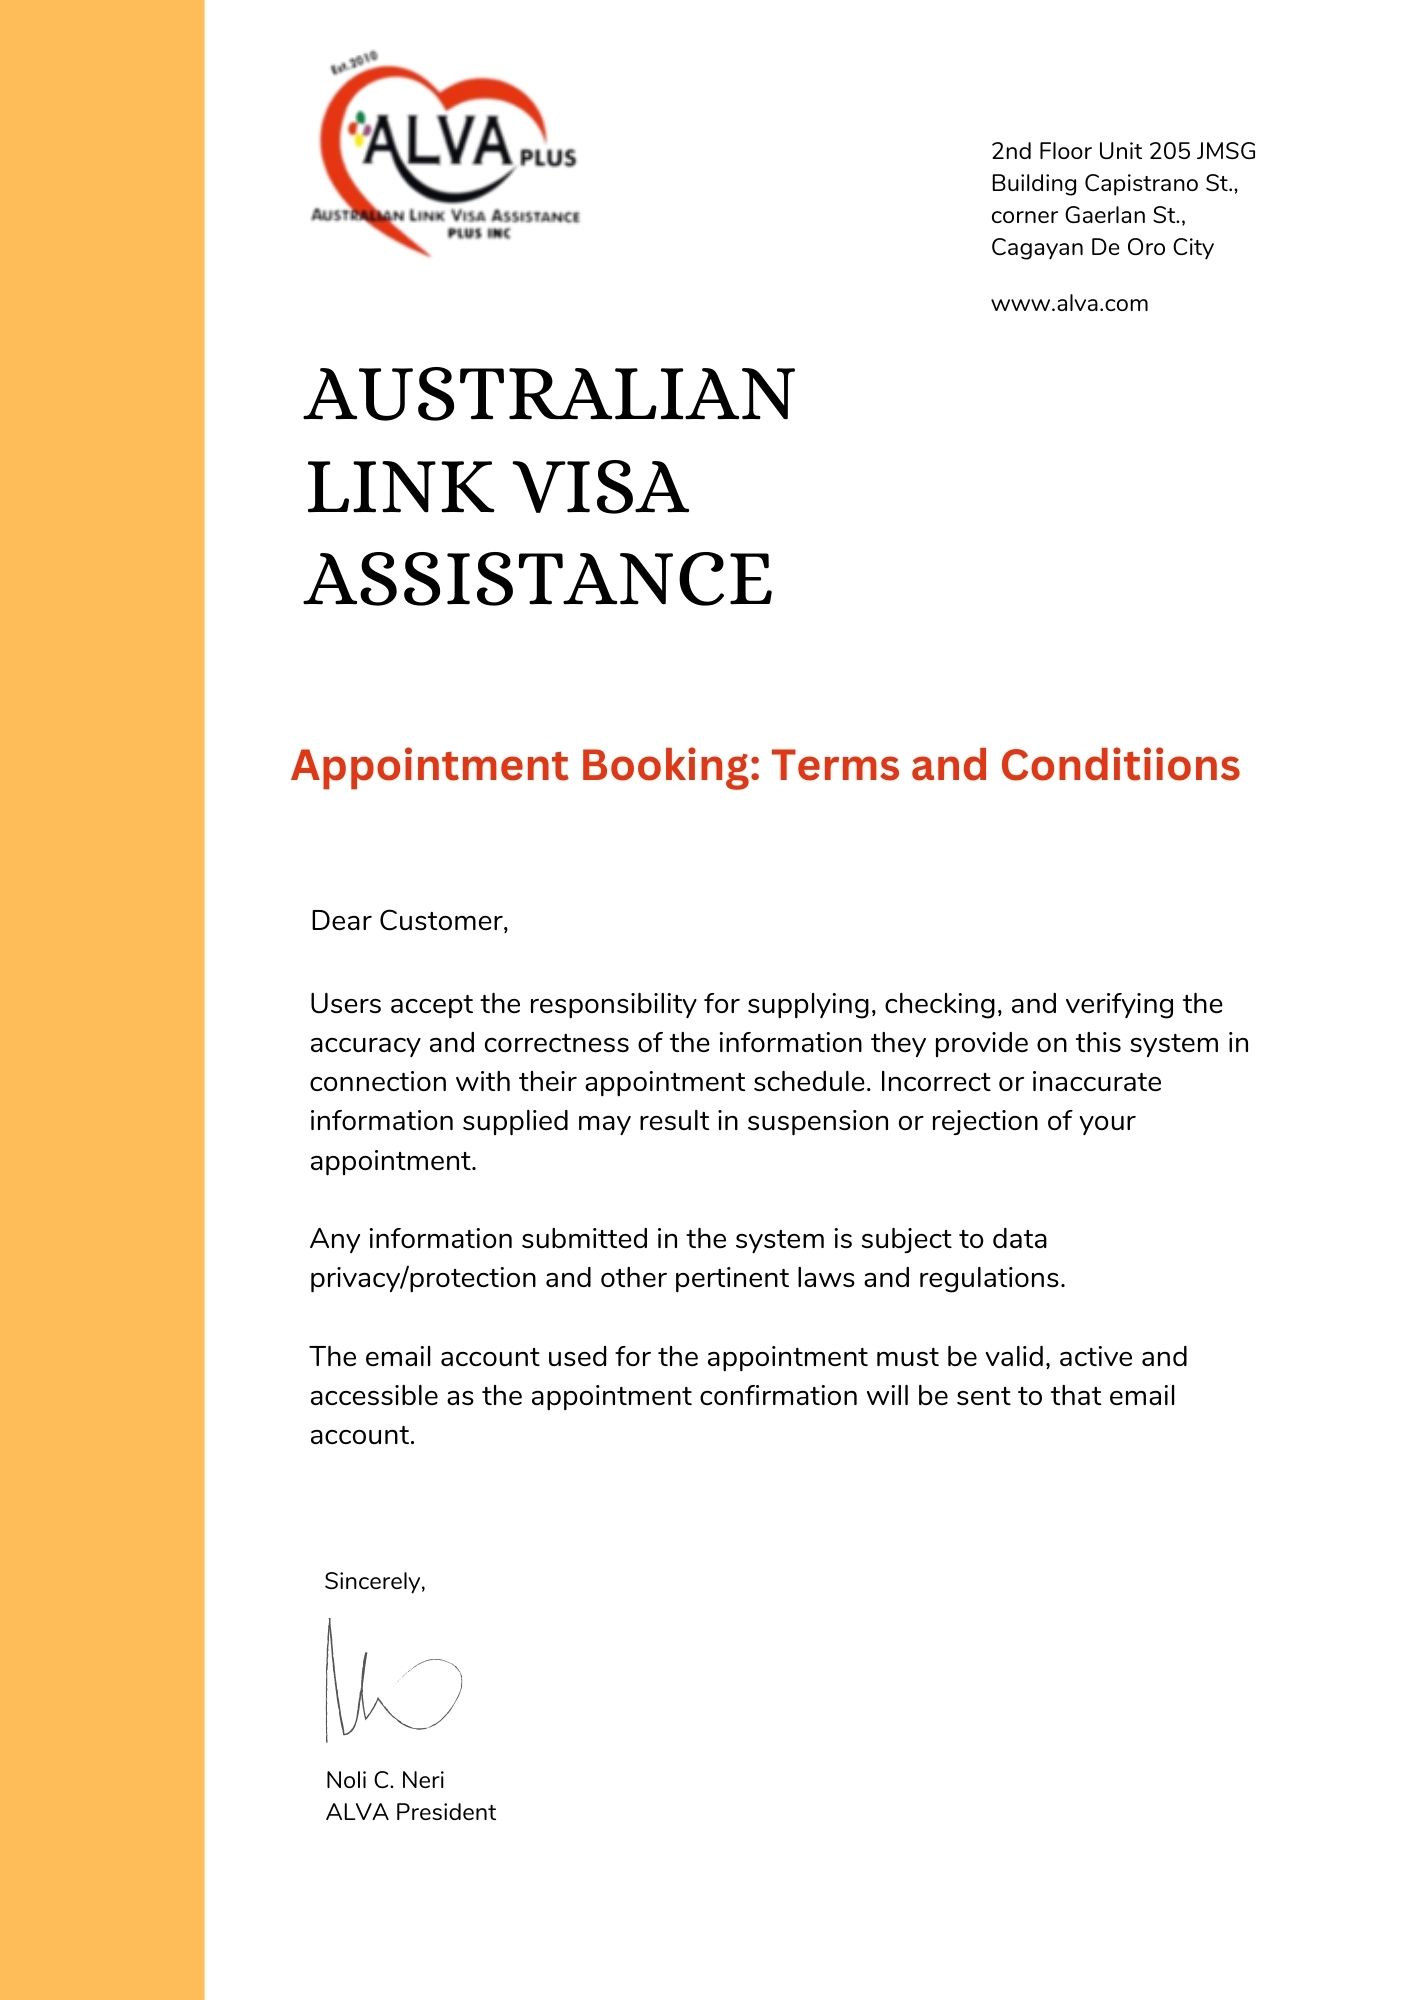 Est.2010
ALVA PLUS
AUSTRALIAN LINK VISA ASSISTANCE
PLUS INC
2nd Floor Unit 205 JMSG
Building Capistrano St.,
corner Gaerlan St.,
Cagayan De Oro City
www.alva.com
AUSTRALIAN
LINK VISA
ASSISTANCE
Appointment Booking: Terms and Conditiions
Dear Customer,
Users accept the responsibility for supplying, checking, and verifying the
accuracy and correctness of the information they provide on this system in
connection with their appointment schedule. Incorrect or inaccurate
information supplied may result in suspension or rejection of your
appointment.
Any information submitted in the system is subject to data
privacy/protection and other pertinent laws and regulations.
The email account used for the appointment must be valid, active and
accessible as the appointment confirmation will be sent to that email
account.
Sincerely,
Noli C. Neri
ALVA President